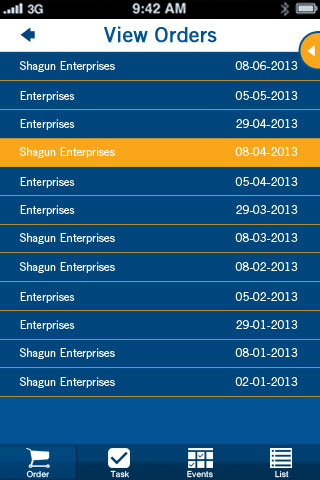 3G 9:42 AM
View Orders
Shagun Enterprises 08-06-2013
Enterprises 05-05-2013
Enterprises 29-04-2013
Shagun Enterprises 08-04-2013
Enterprises 05-04-2013
Enterprises 29-03-2013
Shagun Enterprises 08-03-2013
Shagun Enterprises 08-02-2013
Enterprises 05-02-2013
Enterprises 29-01-2013
Shagun Enterprises 08-01-2013
Shagun Enterprises 02-01-2013
Order Task Events List